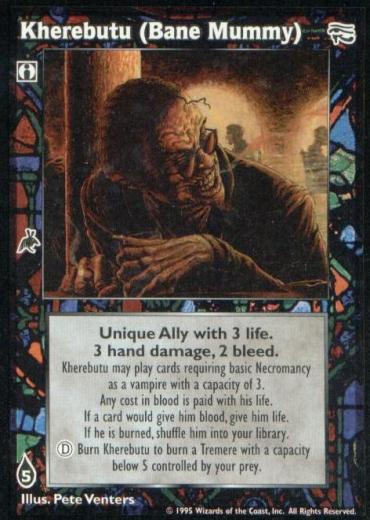 Kherebutu (Bane Mummy)
Unique Ally with 3 life.
3 hand damage, 2 bleed.
Kherebutu may play cards requiring basic Necromancy
as a vampire with a capacity of 3.
Any cost in blood is paid with his life.
If a card would give him blood, give him life.
If he is burned, shuffle him into your library.
D Burn Kherebutu to burn a Tremere with a capacity
below 5 controlled by your prey.
5
Illus. Pete Venters
© 1995 Wizards of the Coast, Inc. All Rights Reserved.